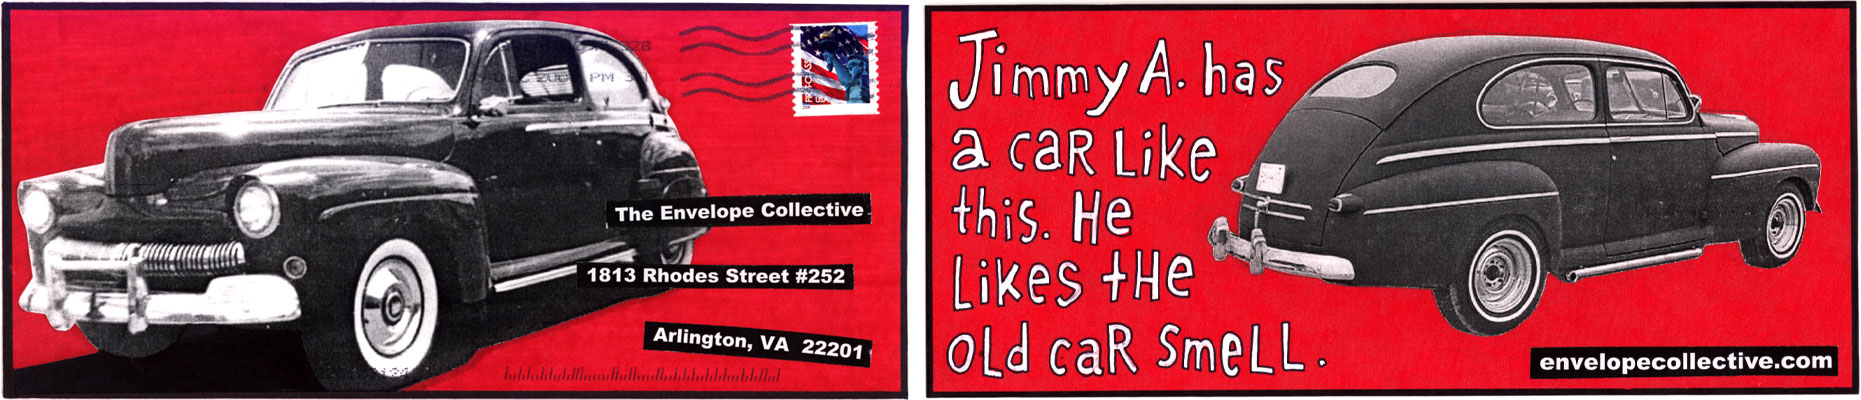 The Envelope Collective
1813 Rhodes Street #252
Arlington, VA 22201
USA
Jimmy A. has
a caR Like
this. He
Likes tHe
old caR smeLL.
envelopecollective.com